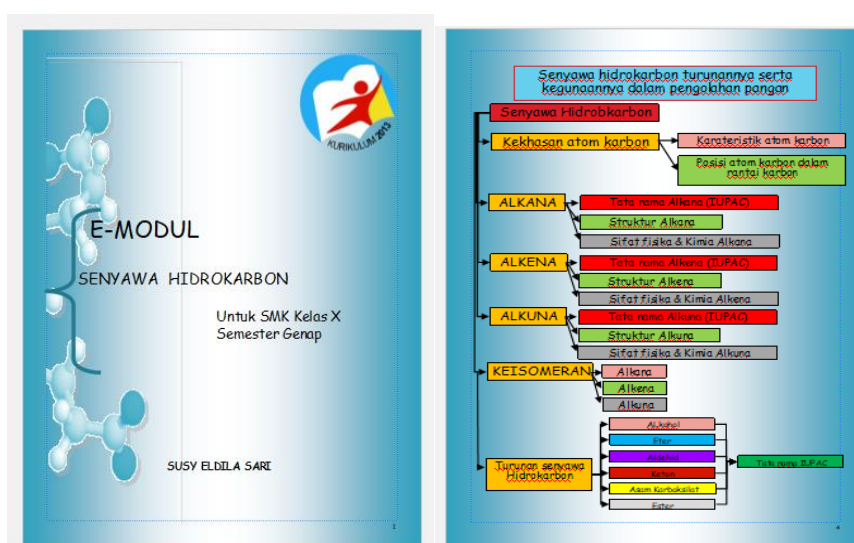 KURIKULUM 2013
E-MODUL
SENYAWA HIDROKARBON
Untuk SMK Kelas X
Semester Genap
SUSY ELDILA SARI
1
Senyawa hidrokarbon turunannya serta
kegunaannya dalam pengolahan pangan
Senyawa Hidrobkarbon
Kekhasan atom karbon
Karateristik atom karbon
Posisi atom karbon dalam
rantai karbon
ALKANA
Tata nama Alkana (IUPAC)
Struktur Alkana
Sifat fisika & Kimia Alkana
ALKENA
Tata nama Alkena (IUPAC)
Struktur Alkena
Sifat fisika & Kimia Alkena
ALKUNA
Tata nama Alkuna (IUPAC)
Struktur Alkuna
Sifat fisika & Kimia Alkuna
KEISOMERAN
Alkana
Alkena
Alkuna
Turunan senyawa
Hidrokarbon
Alkohol
Eter
Aldehid
Keton
Asam Karboksilat
Ester
Tata nama IUPAC
4